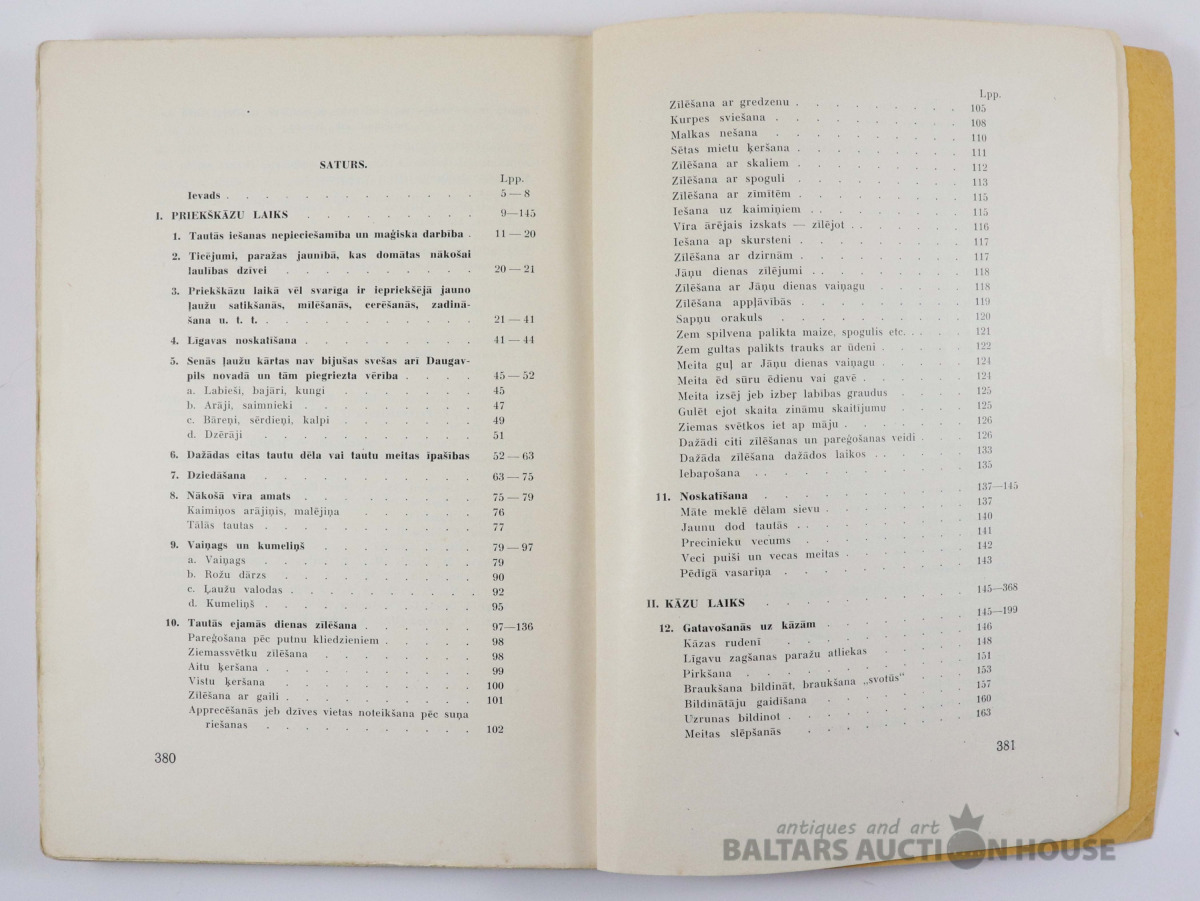 SATURS.
Lpp.
Ievads . . . . . . . . . . . . 5—8
I. PRIEKŠKĀZU LAIKS . . . . . . . . 9—145
1. Tautās iešanas nepieciešamība un maģiska darbība . 11—20
2. Ticējumi, paražas jaunībā, kas domātas nākošai
laulības dzīvei . . . . . . . . . 20—21
3. Priekškāzu laikā vēl svarīga ir iepriekšējā jauno
ļaužu satikšanās, mīlēšanās, cerēšanās, zadinā-
šana u. t. t. . . . . . . . . . . 21—41
4. Līgavas noskatīšana . . . . . . . . 41—44
5. Senās ļaužu kārtas nav bijušas svešas arī Daugav-
pils novadā un tām piegriezta vērība . . . . 45—52
a. Labieši, bajāri, kungi . . . . . . . 45
b. Arāji, saimnieki . . . . . . . . 47
c. Bāreņi, sērdieņi, kalpi . . . . . . . 49
d. Dzērāji . . . . . . . . . . 51
6. Dažādas citas tautu dēla vai tautu meitas īpašības 52—63
7. Dziedāšana . . . . . . . . . . 63—75
8. Nākošā vīra amats . . . . . . . . 75—79
Kaimiņos arājiņis, malējiņa . . . . . . 76
Tālās tautas . . . . . . . . . . 77
9. Vaiņags un kumeliņš . . . . . . . 79—97
a. Vaiņags . . . . . . . . . . 79
b. Rožu dārzs . . . . . . . . . 90
c. Ļaužu valodas . . . . . . . . . 92
d. Kumeliņš . . . . . . . . . . 95
10. Tautās ejamās dienas zīlēšana . . . . . 97—136
Pareģošana pēc putnu kliedzieniem . . . . 98
Ziemassvētku zīlēšana . . . . . . . 98
Aitu ķeršana . . . . . . . . . . 99
Vistu ķeršana . . . . . . . . . 100
Zīlēšana ar gaili . . . . . . . . . 101
Apprecēšanās jeb dzīves vietas noteikšana pēc suņa
riešanas . . . . . . . . . . 102
380
Lpp.
Zīlēšana ar gredzenu . . . . . . . . 105
Kurpes sviešana . . . . . . . . . 108
Malkas nešana . . . . . . . . . 110
Sētas mietu ķeršana . . . . . . . . 111
Zīlēšana ar skaliem . . . . . . . . 112
Zīlēšana ar spoguli . . . . . . . . 113
Zīlēšana ar zīmītēm . . . . . . . . 115
Iešana uz kaimiņiem . . . . . . . . 115
Vīra ārējais izskats — zīlējot . . . . . . 116
Iešana ap skursteni . . . . . . . . 117
Zīlēšana ar dzirnām . . . . . . . . 117
Jāņu dienas zīlējumi . . . . . . . . 118
Zīlēšana ar Jāņu dienas vaiņagu . . . . . 118
Zīlēšana appļāvībās . . . . . . . . 119
Sapņu orakuls . . . . . . . . . 120
Zem spilvena palikta maize, spogulis etc. . . . . 121
Zem gultas palikts trauks ar ūdeni . . . . . 122
Meita guļ ar Jāņu dienas vaiņagu . . . . . 124
Meita ēd sūru ēdienu vai gavē . . . . . . 124
Meita izsēj jeb izbeŗ labības graudus . . . . 125
Gulēt ejot skaita zināmu skaitījumu . . . . 125
Ziemas svētkos iet ap māju . . . . . . 126
Dažādi citi zīlēšanas un pareģošanas veidi . . . 126
Dažāda zīlēšana dažādos laikos . . . . . . 133
Iebaŗošana . . . . . . . . . . 135
11. Noskatīšana . . . . . . . . . 137—145
Māte meklē dēlam sievu . . . . . . . 137
Jaunu dod tautās . . . . . . . . . 140
Precinieku vecums . . . . . . . . 141
Veci puiši un vecas meitas . . . . . . . 142
Pēdīgā vasariņa . . . . . . . . . 143
II. KĀZU LAIKS . . . . . . . . . 145—368
12. Gatavošanās uz kāzām . . . . . . . 145—199
Kāzas rudenī . . . . . . . . . 146
Līgavu zagšanas paražu atliekas . . . . . 148
Pirkšana . . . . . . . . . . 151
Braukšana bildināt, braukšana „svotūs” . . . 153
Bildinātāju gaidīšana . . . . . . . . 157
Uzrunas bildinot . . . . . . . . . 160
Meitas slēpšanās . . . . . . . . . 163
381
antiques and art
BALTARS AUCTION HOUSE